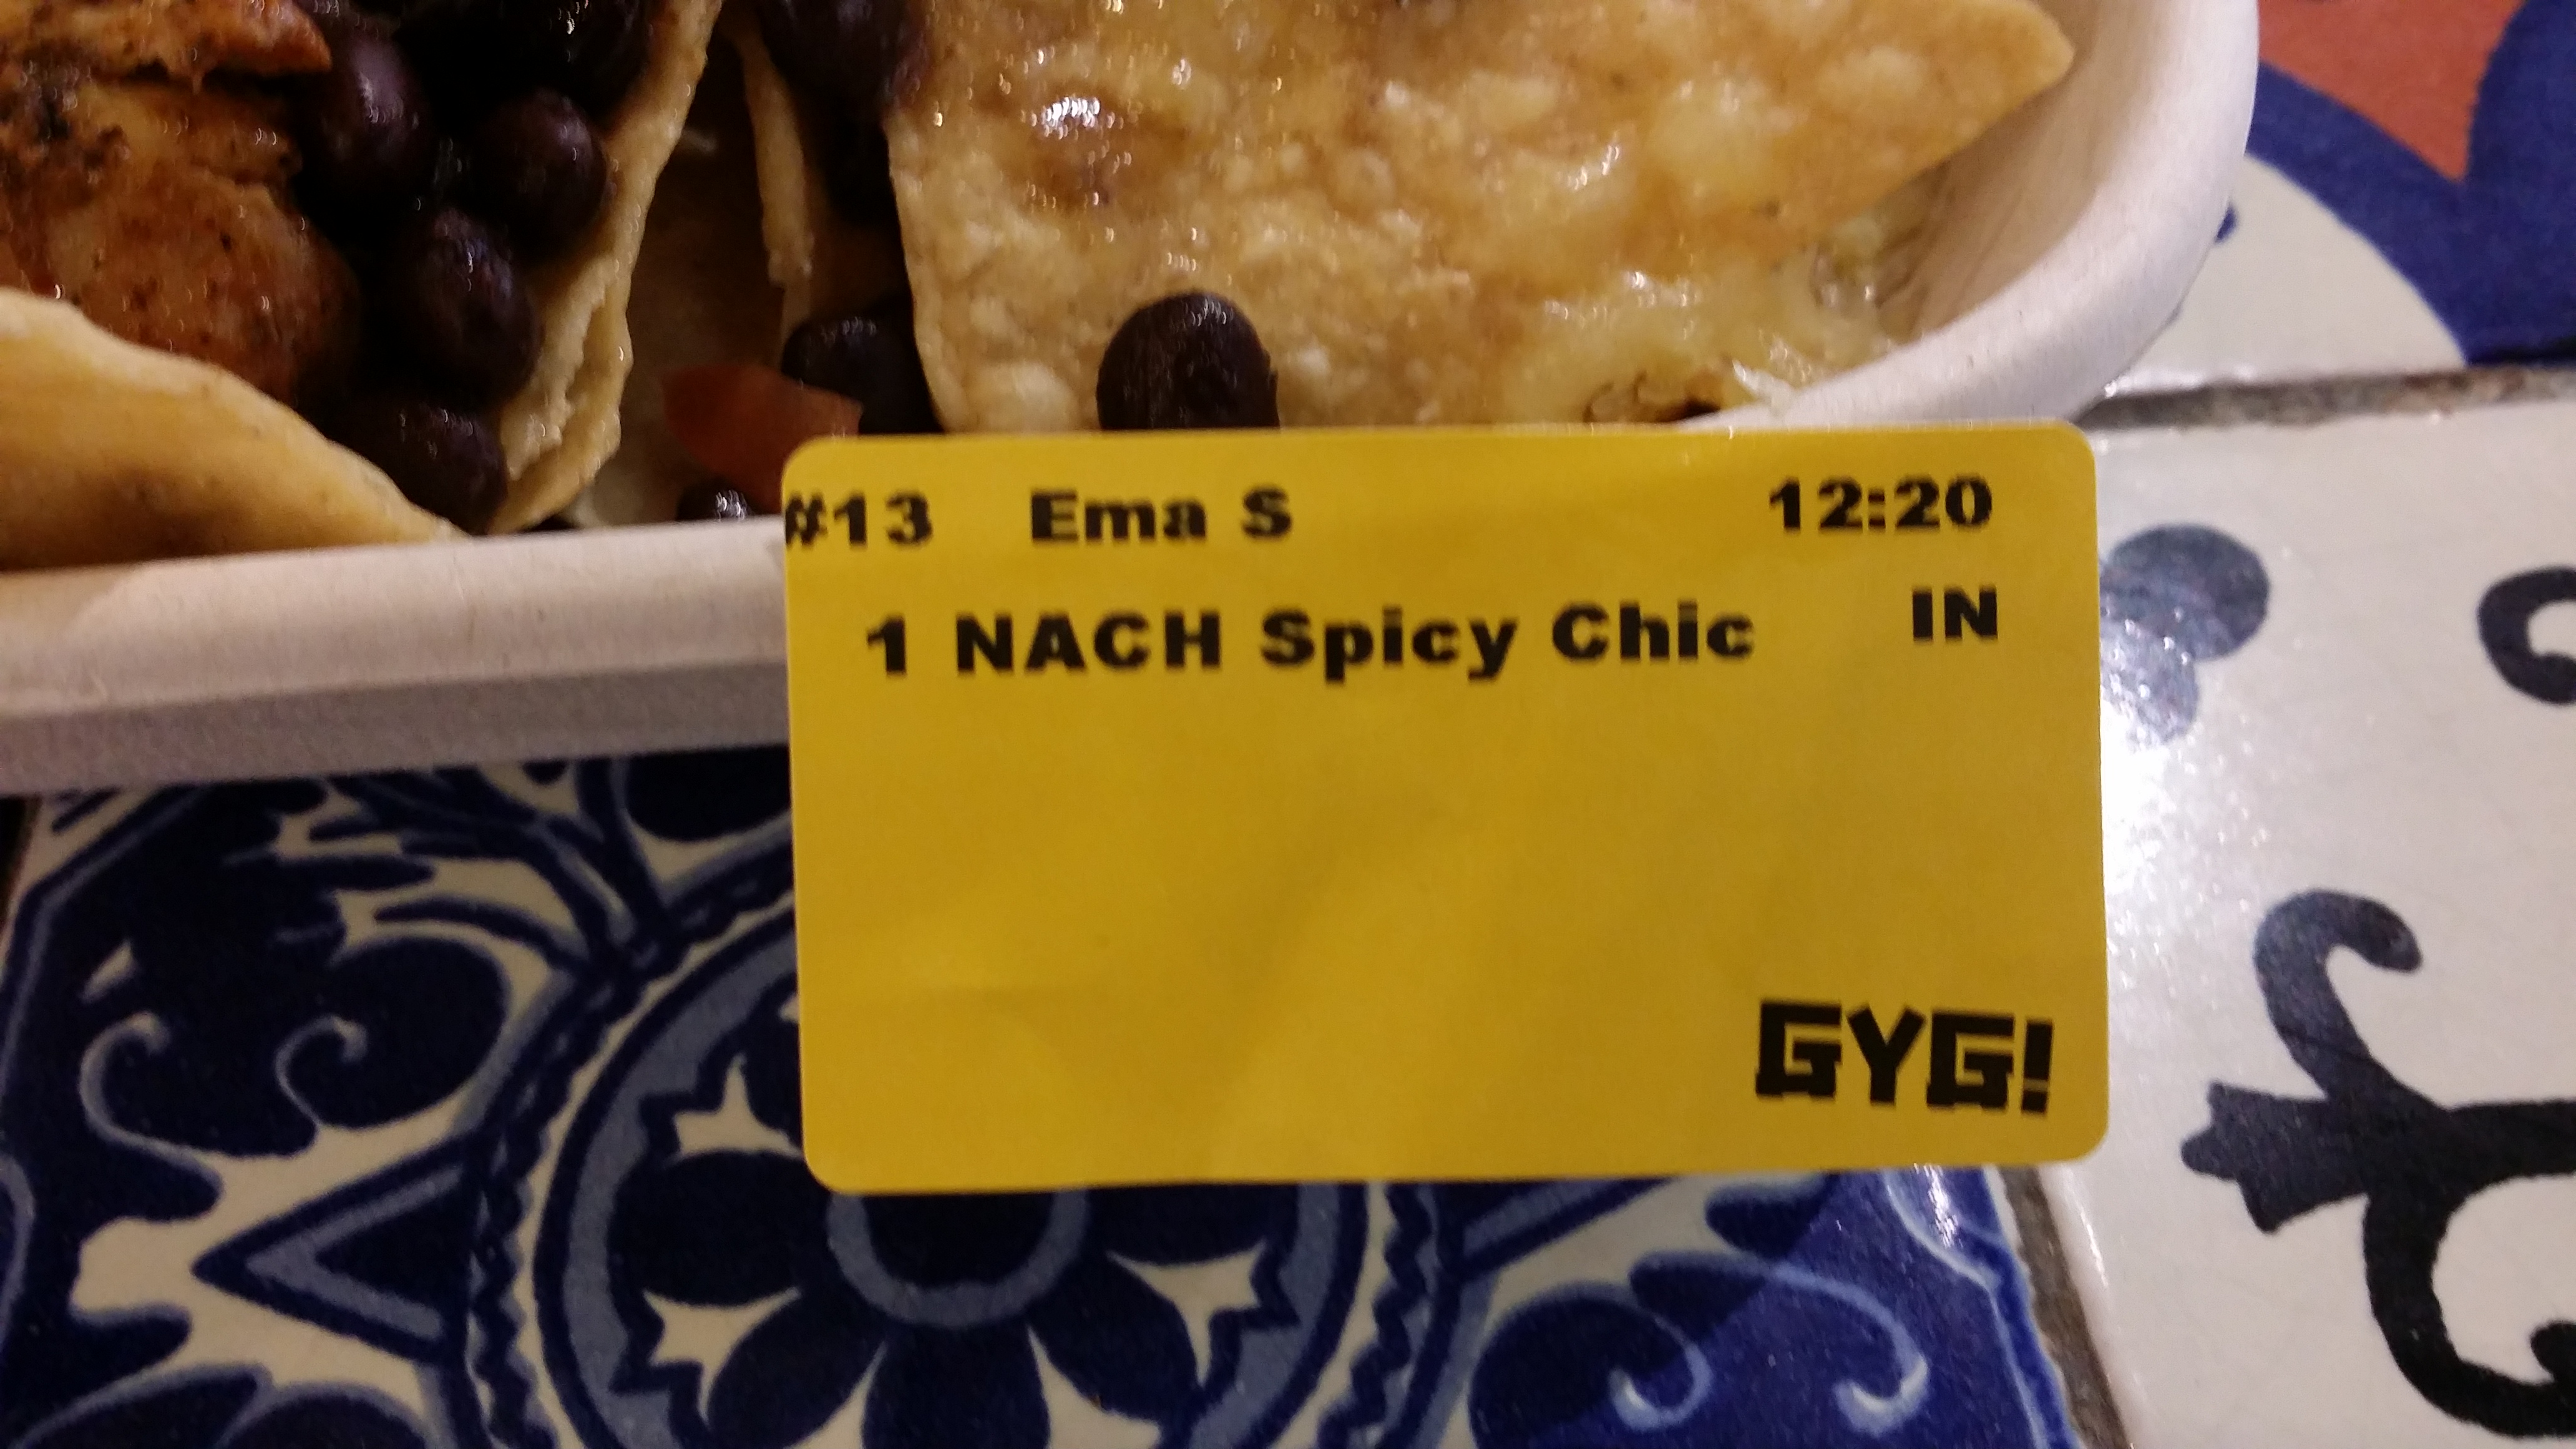 #13 Ema S 12:20
1 NACH Spicy Chic IN
GYG!